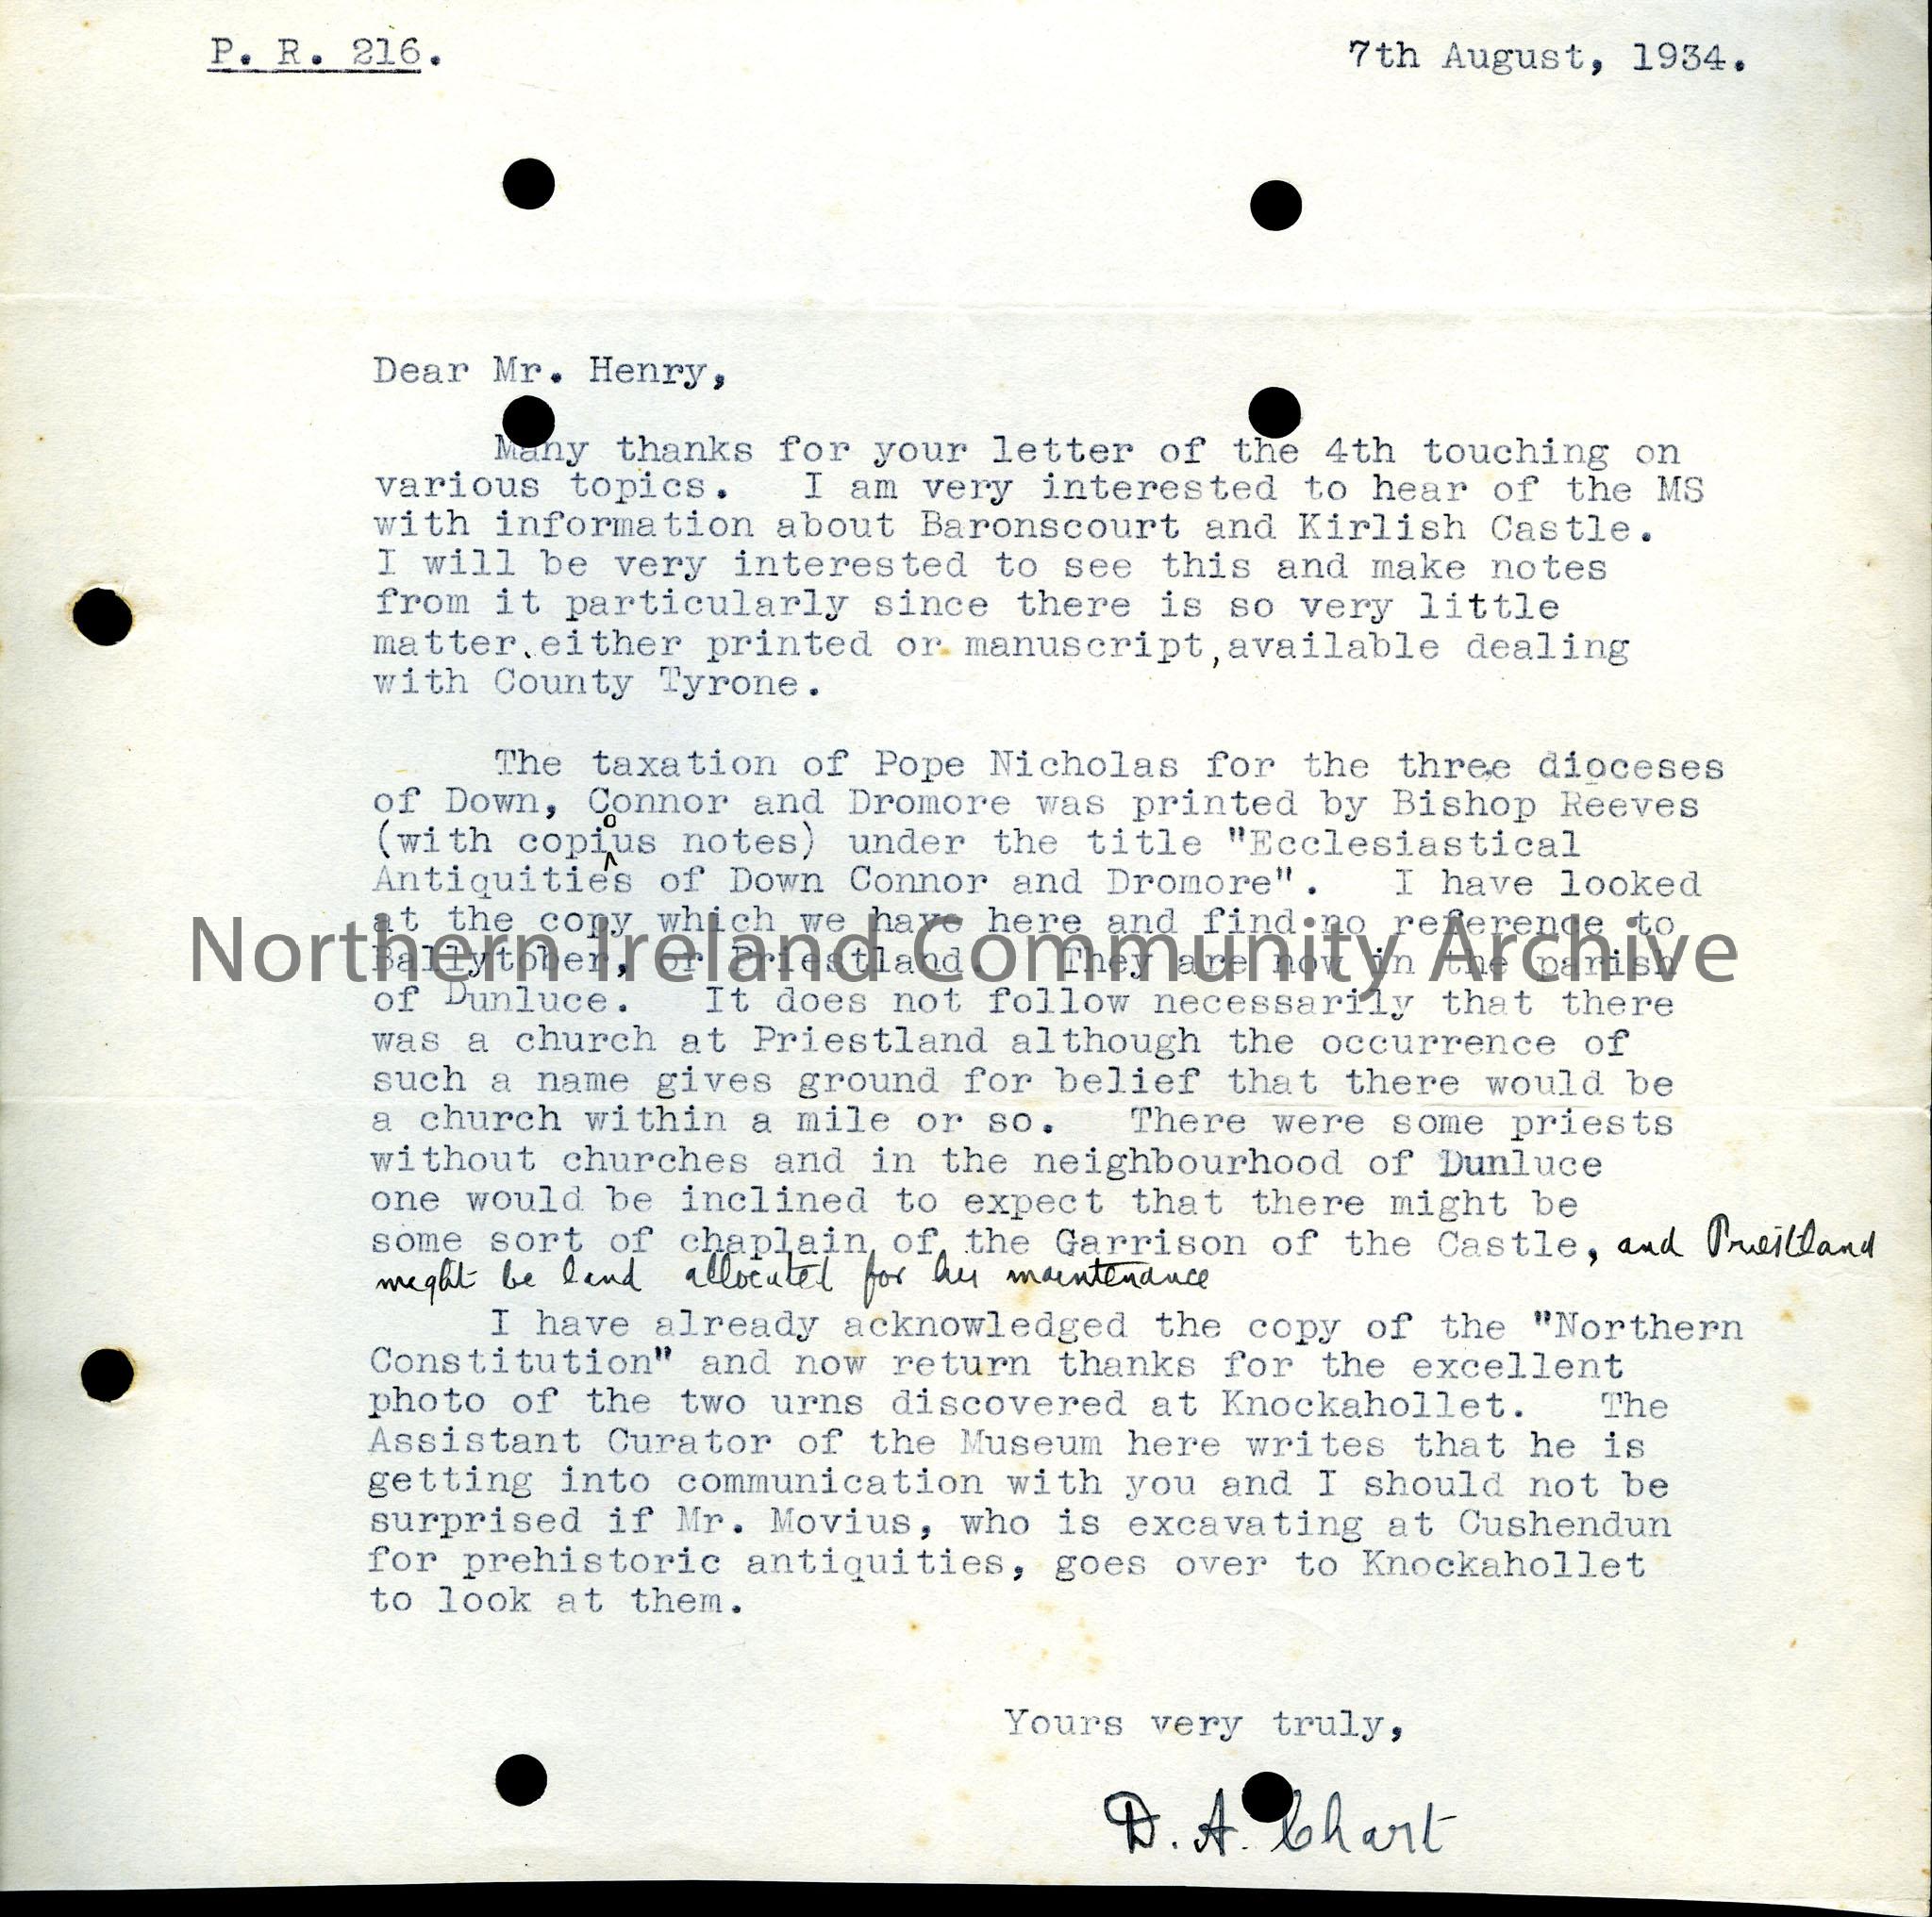 P. R. 216.
7th August, 1934.
Dear Mr. Henry,
Many thanks for your letter of the 4th touching on
various topics. I am very interested to hear of the MS
with information about Baronscourt and Kirlish Castle.
I will be very interested to see this and make notes
from it particularly since there is so very little
matter, either printed or manuscript, available dealing
with County Tyrone.
The taxation of Pope Nicholas for the three dioceses
of Down, Connor and Dromore was printed by Bishop Reeves
(with copious notes) under the title "Ecclesiastical
Antiquities of Down Connor and Dromore". I have looked
at the copy which we have here and find no reference to
Northern Ireland Community Archive
Ballytober, or Priestland. They are now in the parish
of Dunluce. It does not follow necessarily that there
was a church at Priestland although the occurrence of
such a name gives ground for belief that there would be
a church within a mile or so. There were some priests
without churches and in the neighbourhood of Dunluce
one would be inclined to expect that there might be
some sort of chaplain of the Garrison of the Castle, and Priestland
might be land allocated for his maintenance
I have already acknowledged the copy of the "Northern
Constitution" and now return thanks for the excellent
photo of the two urns discovered at Knockahollet. The
Assistant Curator of the Museum here writes that he is
getting into communication with you and I should not be
surprised if Mr. Movius, who is excavating at Cushendun
for prehistoric antiquities, goes over to Knockahollet
to look at them.
Yours very truly,
D. A. Chart